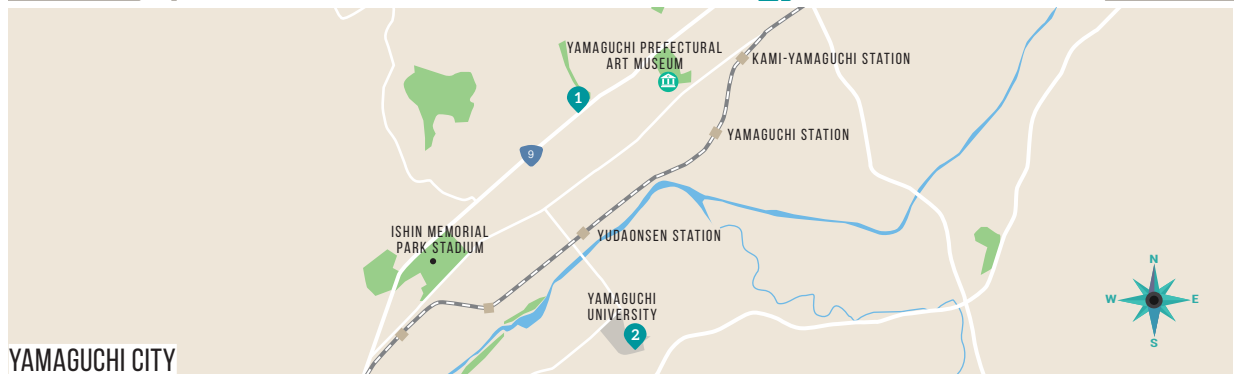 YAMAGUCHI PREFECTURAL
ART MUSEUM
KAMI-YAMAGUCHI STATION
1
YAMAGUCHI STATION
9
ISHIN MEMORIAL
PARK STADIUM
YUDAONSEN STATION
N
W
E
S
YAMAGUCHI
UNIVERSITY
2
YAMAGUCHI CITY